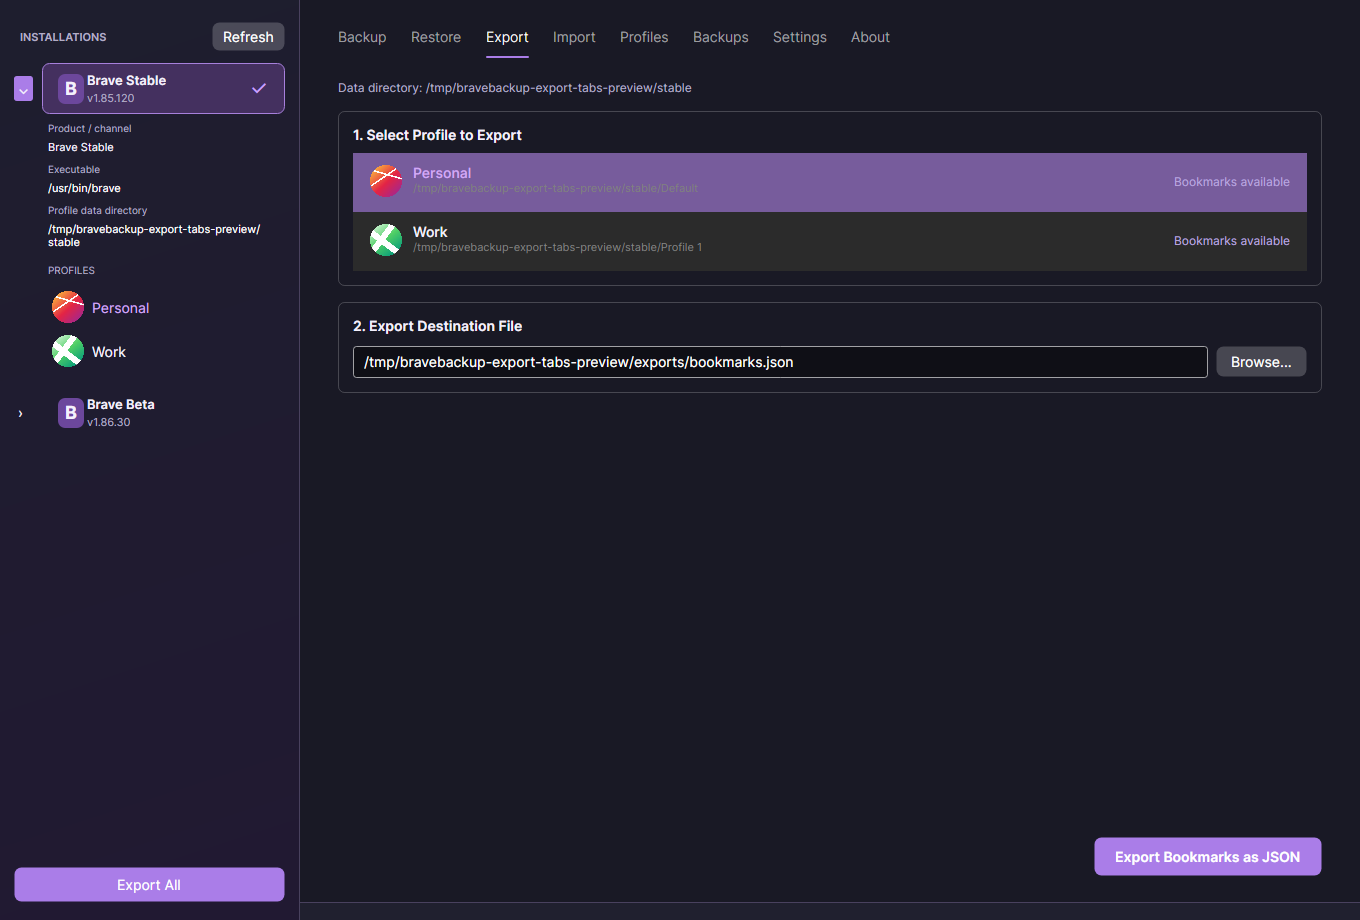 INSTALLATIONS
Refresh
B
Brave Stable
v1.85.120
Product / channel
Brave Stable
Executable
/usr/bin/brave
Profile data directory
/tmp/bravebackup-export-tabs-preview/
stable
PROFILES
Personal
Work
B
Brave Beta
v1.86.30
Export All
Backup Restore Export Import Profiles Backups Settings About
Data directory: /tmp/bravebackup-export-tabs-preview/stable
1. Select Profile to Export
Personal
/tmp/bravebackup-export-tabs-preview/stable/Default
Bookmarks available
Work
/tmp/bravebackup-export-tabs-preview/stable/Profile 1
Bookmarks available
2. Export Destination File
/tmp/bravebackup-export-tabs-preview/exports/bookmarks.json
Browse...
Export Bookmarks as JSON